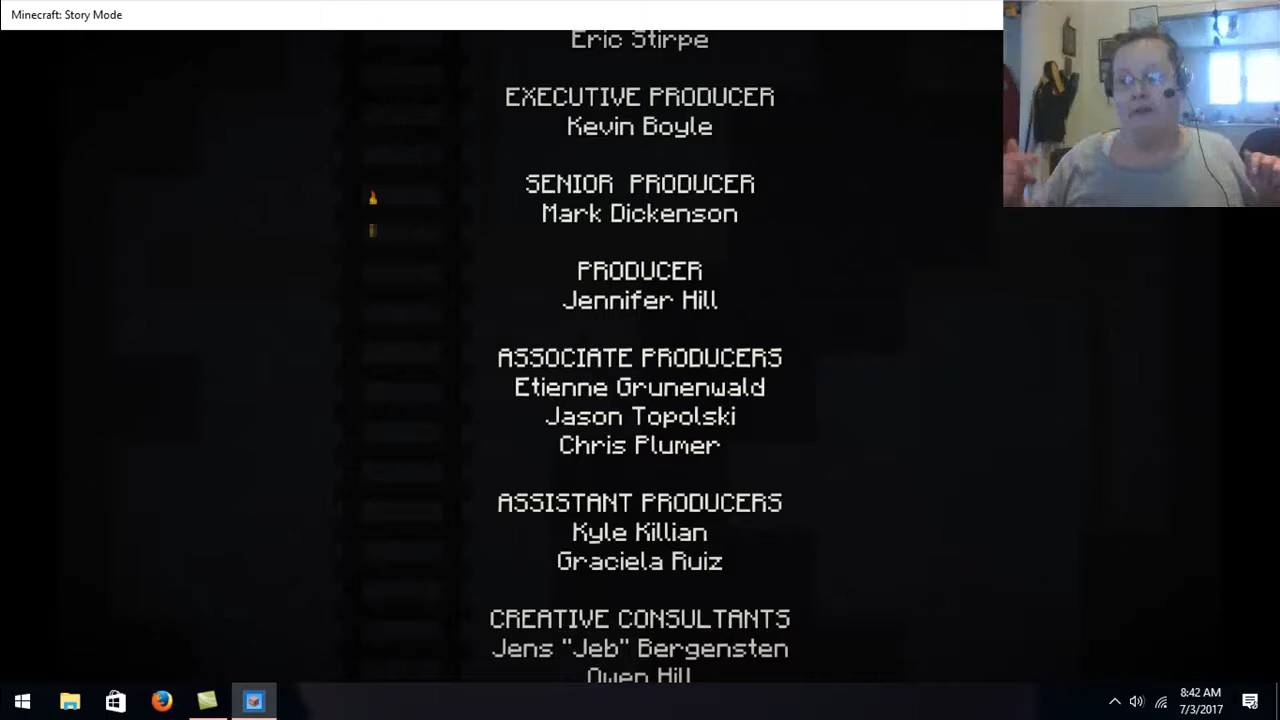 Minecraft: Story Mode
Eric Stirpe
EXECUTIVE PRODUCER
Kevin Boyle
SENIOR PRODUCER
Mark Dickenson
PRODUCER
Jennifer Hill
ASSOCIATE PRODUCERS
Etienne Grunenwald
Jason Topolski
Chris Plumer
ASSISTANT PRODUCERS
Kyle Killian
Graciela Ruiz
CREATIVE CONSULTANTS
Jens "Jeb" Bergensten
Owen Hill
8:42 AM
7/3/2017